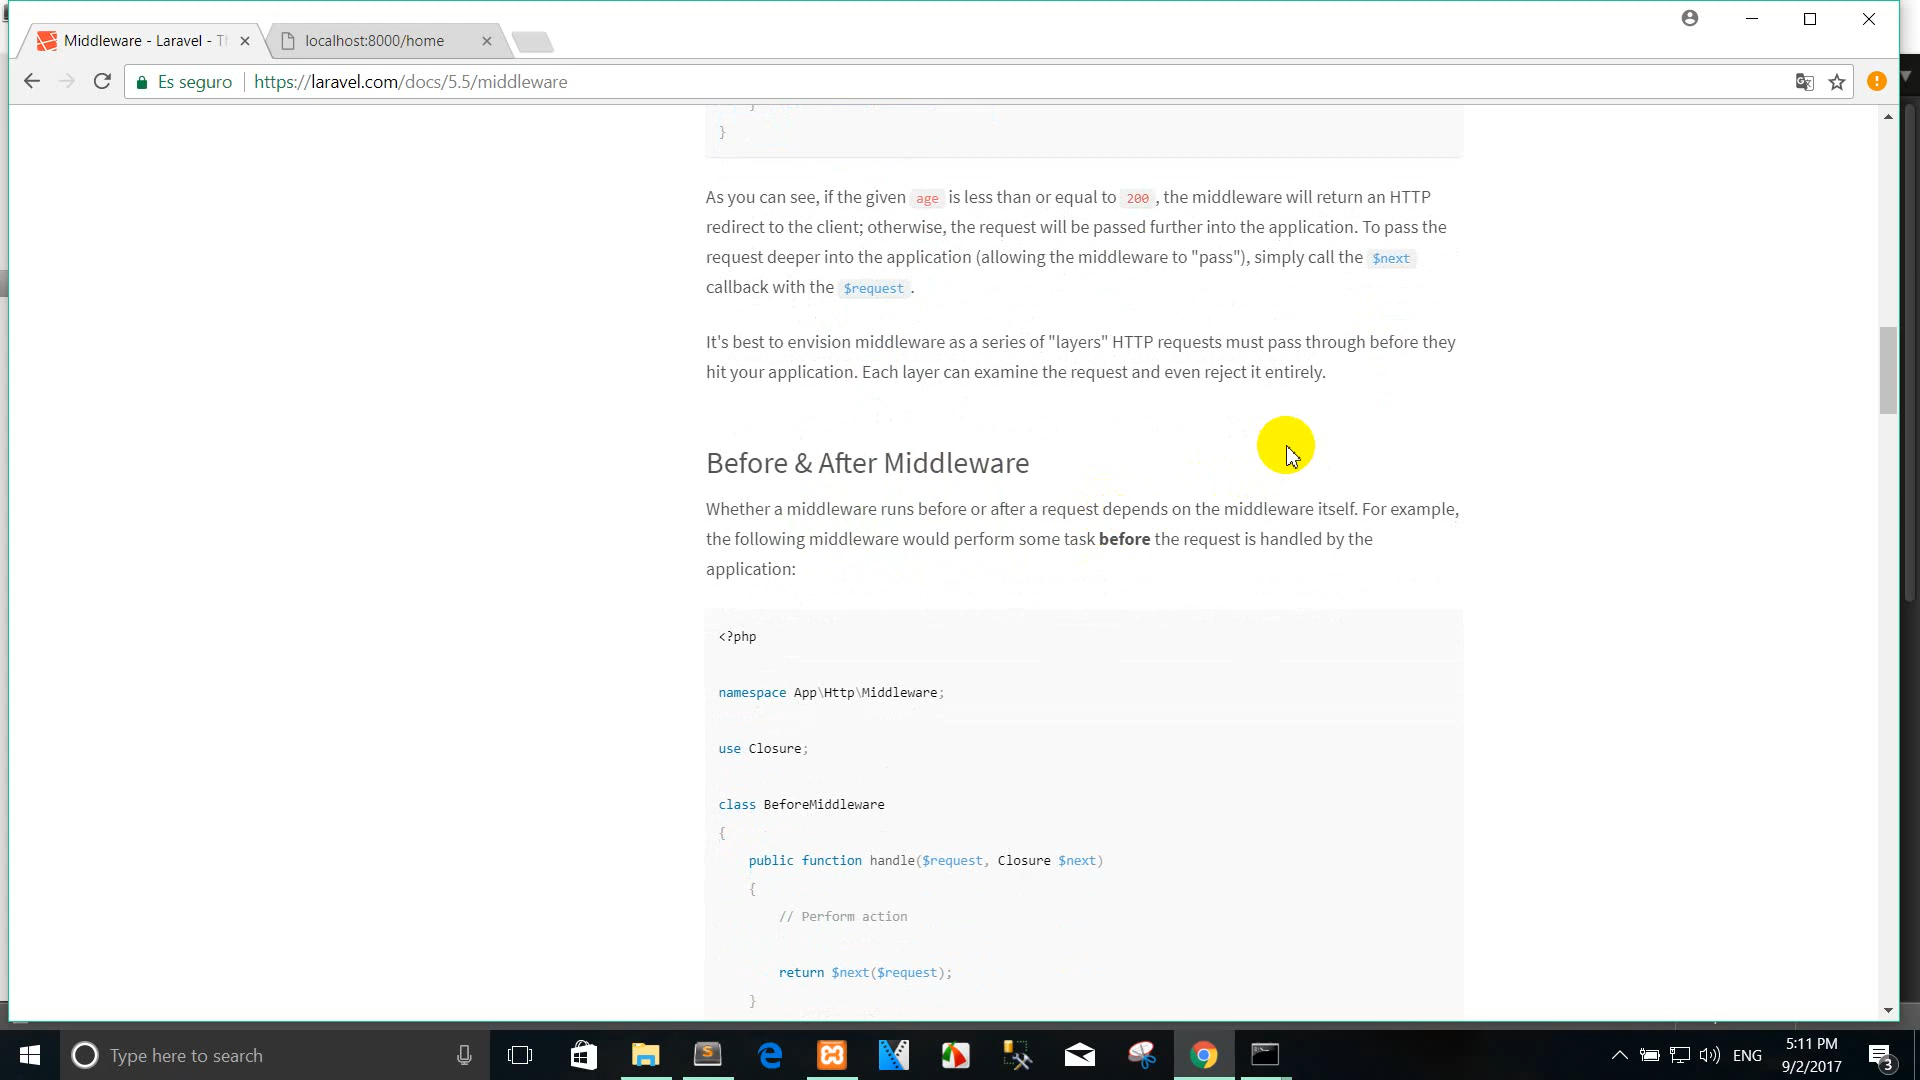 Middleware - Laravel - Th
localhost:8000/home
Es seguro
https://laravel.com/docs/5.5/middleware
}
}
As you can see, if the given age is less than or equal to 200 , the middleware will return an HTTP
redirect to the client; otherwise, the request will be passed further into the application. To pass the
request deeper into the application (allowing the middleware to "pass"), simply call the $next
callback with the $request .
It's best to envision middleware as a series of "layers" HTTP requests must pass through before they
hit your application. Each layer can examine the request and even reject it entirely.
Before & After Middleware
Whether a middleware runs before or after a request depends on the middleware itself. For example,
the following middleware would perform some task before the request is handled by the
application:
<?php
namespace App\Http\Middleware;
use Closure;
class BeforeMiddleware
{
public function handle($request, Closure $next)
{
// Perform action
return $next($request);
}
Type here to search
ENG
5:11 PM
9/2/2017
3